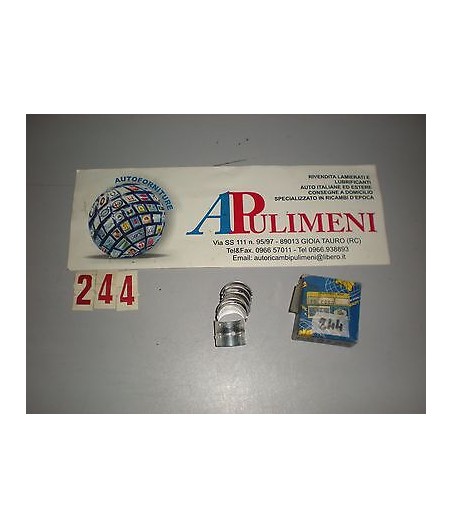 AUTOFORNITURE
RIVENDITA LAMIERATI E
LUBRIFICANTI
AUTO ITALIANE ED ESTERE
CONSEGNE A DOMICILIO
SPECIALIZZATO IN RICAMBI D'EPOCA
APULIMENI
Via SS 111 n. 95/97 - 89013 GIOIA TAURO (RC)
Tel&Fax. 0966 57011 - Tel 0966.938693
Email: autoricambipulimeni@libero.it
244
244